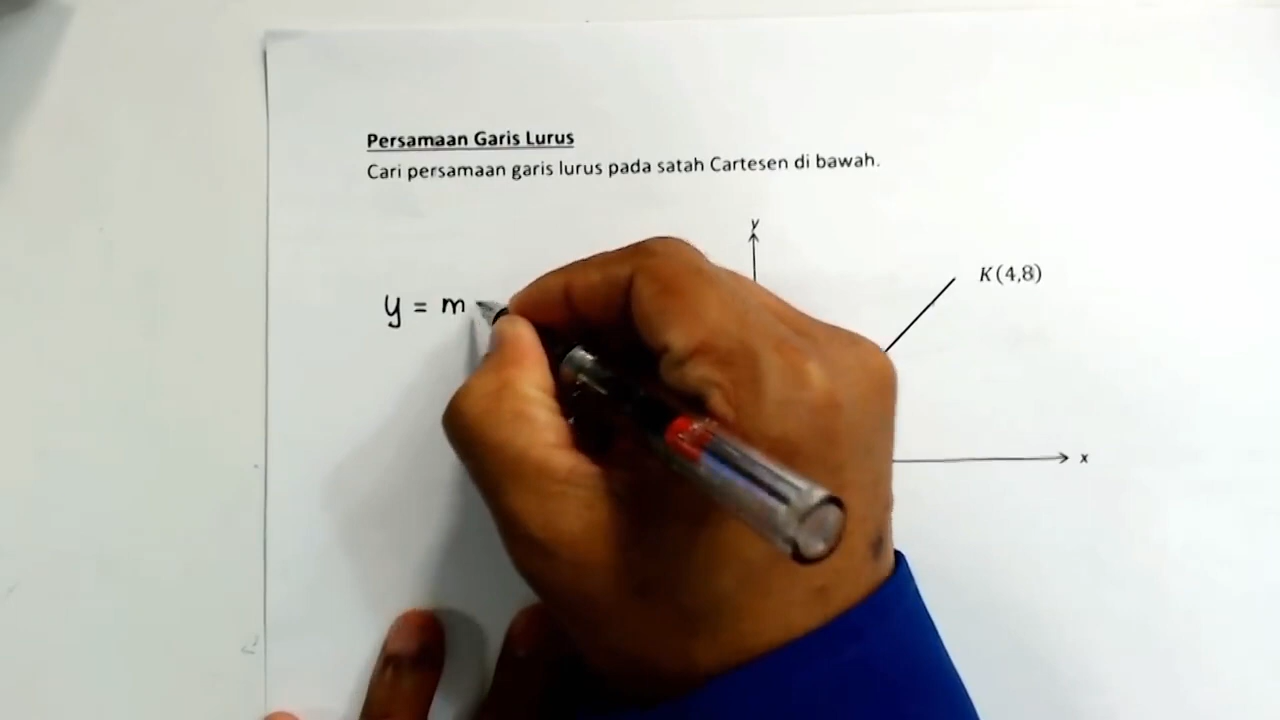 Persamaan Garis Lurus
Cari persamaan garis lurus pada satah Cartesen di bawah.
y
K(4,8)
y = m
x